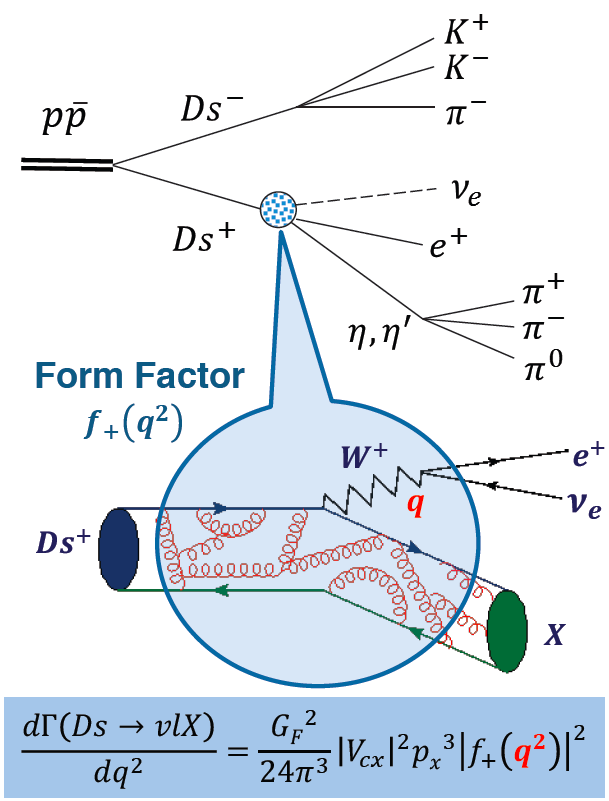 K⁺
K⁻
π⁻
Ds⁻
pp̄
νₑ
e⁺
Ds⁺
π⁺
π⁻
π⁰
η, η′
Form Factor
f₊(q²)
W⁺
e⁺
q
νₑ
Ds⁺
X
dΓ(Ds → νlX)/dq² = G_F²/24π³ |V_cx|² pₓ³ |f₊(q²)|²